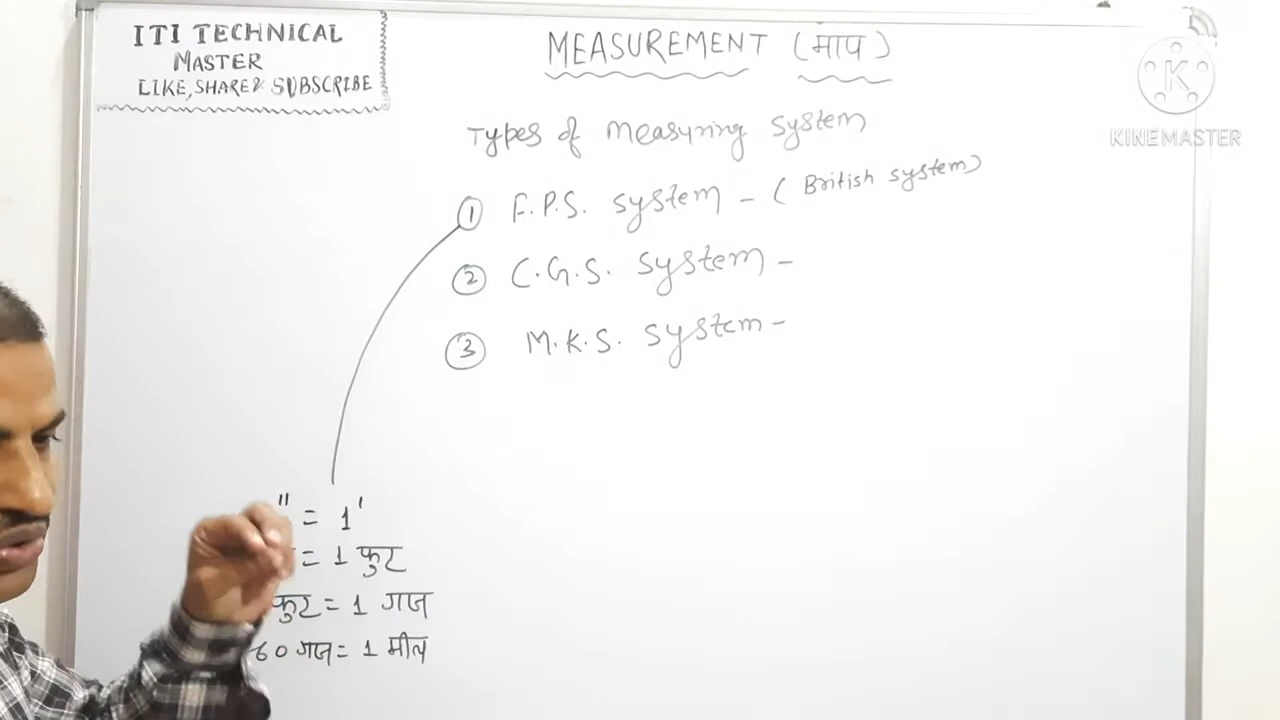 ITI TECHNICAL
MASTER
LIKE, SHARE & SUBSCRIBE
MEASUREMENT (माप)
KINEMASTER
Types of measuring system
① F.P.S. system - (British system)
② C.G.S. system -
③ M.K.S. system -
" = 1'
= 1 फुट
फुट = 1 गज
60 गज = 1 मील